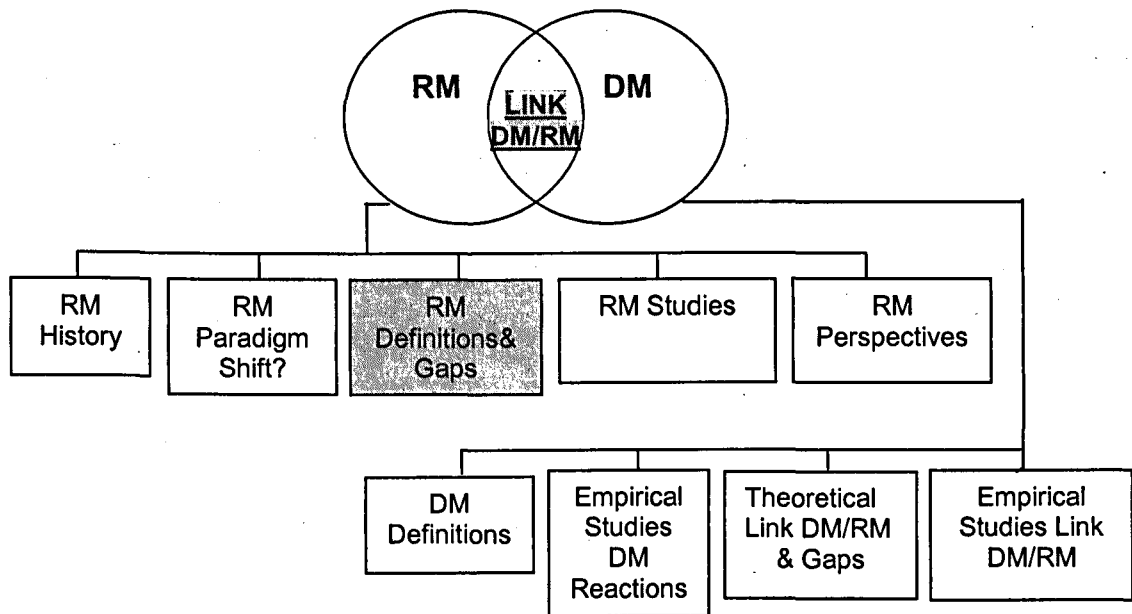 RM
DM
LINK
DM/RM
RM
History
RM
Paradigm
Shift?
RM
Definitions&
Gaps
RM Studies
RM
Perspectives
DM
Definitions
Empirical
Studies
DM
Reactions
Theoretical
Link DM/RM
& Gaps
Empirical
Studies Link
DM/RM